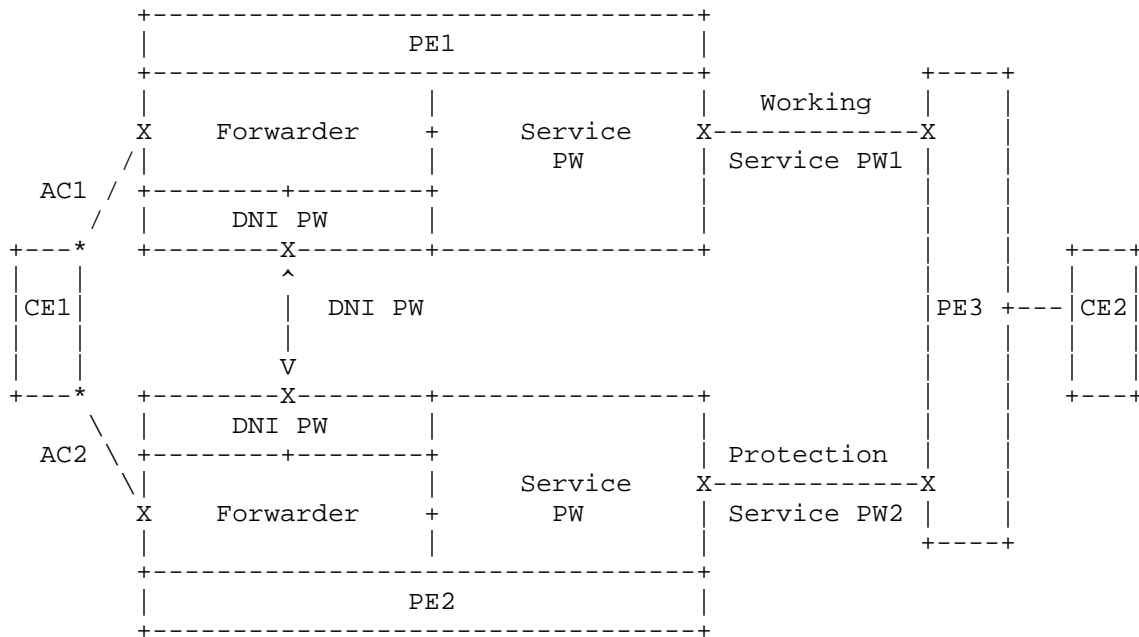 PE1
Working
Forwarder Service
PW Service PW1
AC1
DNI PW
CE1 DNI PW PE3 CE2
DNI PW
AC2 Protection
Service
Forwarder PW Service PW2
PE2